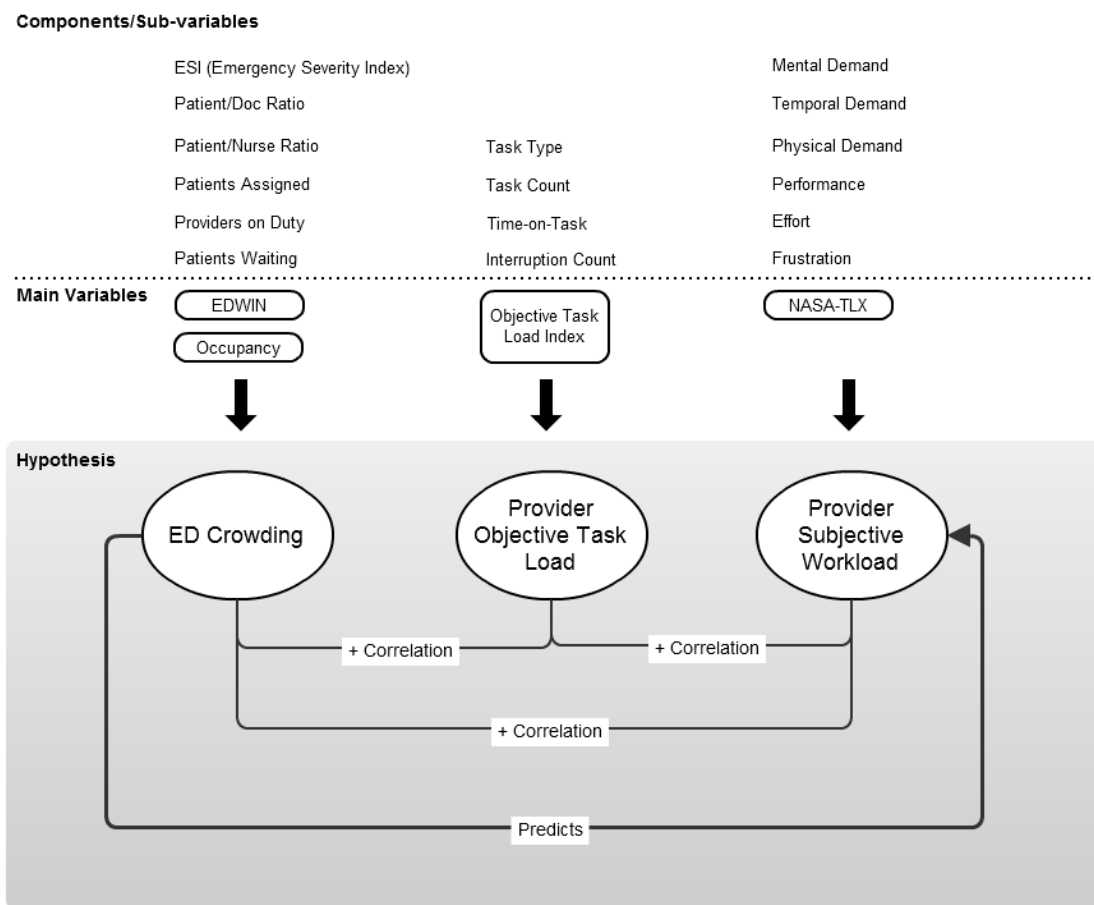 Components/Sub-variables
ESI (Emergency Severity Index)
Patient/Doc Ratio
Patient/Nurse Ratio
Patients Assigned
Providers on Duty
Patients Waiting
Task Type
Task Count
Time-on-Task
Interruption Count
Mental Demand
Temporal Demand
Physical Demand
Performance
Effort
Frustration
Main Variables
EDWIN
Occupancy
Objective Task
Load Index
NASA-TLX
Hypothesis
ED Crowding
Provider
Objective Task
Load
Provider
Subjective
Workload
+ Correlation
+ Correlation
+ Correlation
Predicts